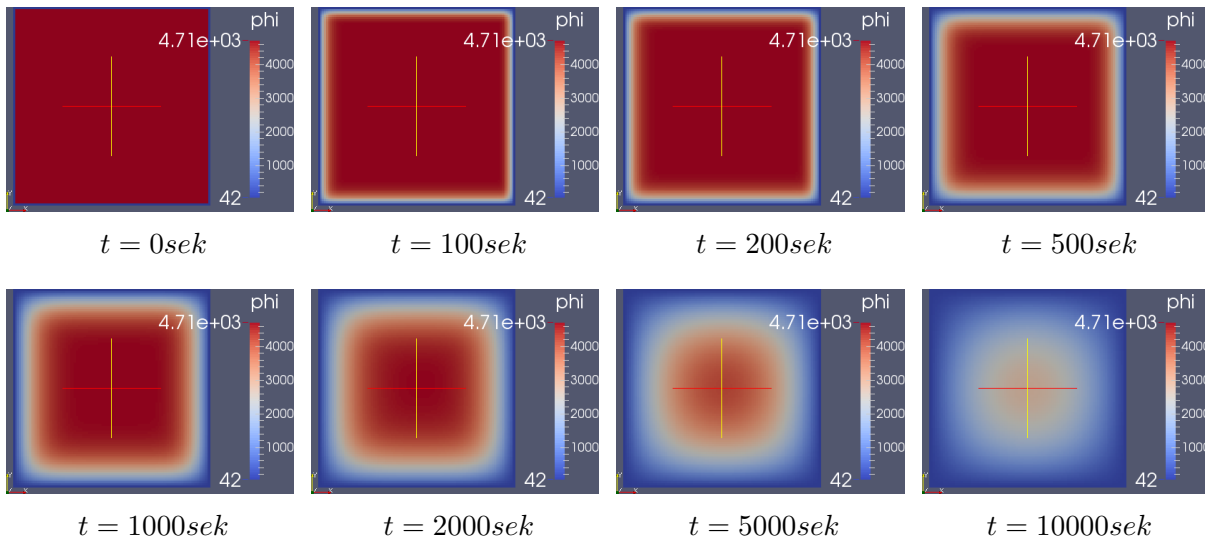 phi phi phi phi
4.71e+03 4.71e+03 4.71e+03 4.71e+03
4000 4000 4000 4000
3000 3000 3000 3000
2000 2000 2000 2000
1000 1000 1000 1000
42 42 42 42
t = 0sek t = 100sek t = 200sek t = 500sek
phi phi phi phi
4.71e+03 4.71e+03 4.71e+03 4.71e+03
4000 4000 4000 4000
3000 3000 3000 3000
2000 2000 2000 2000
1000 1000 1000 1000
42 42 42 42
t = 1000sek t = 2000sek t = 5000sek t = 10000sek